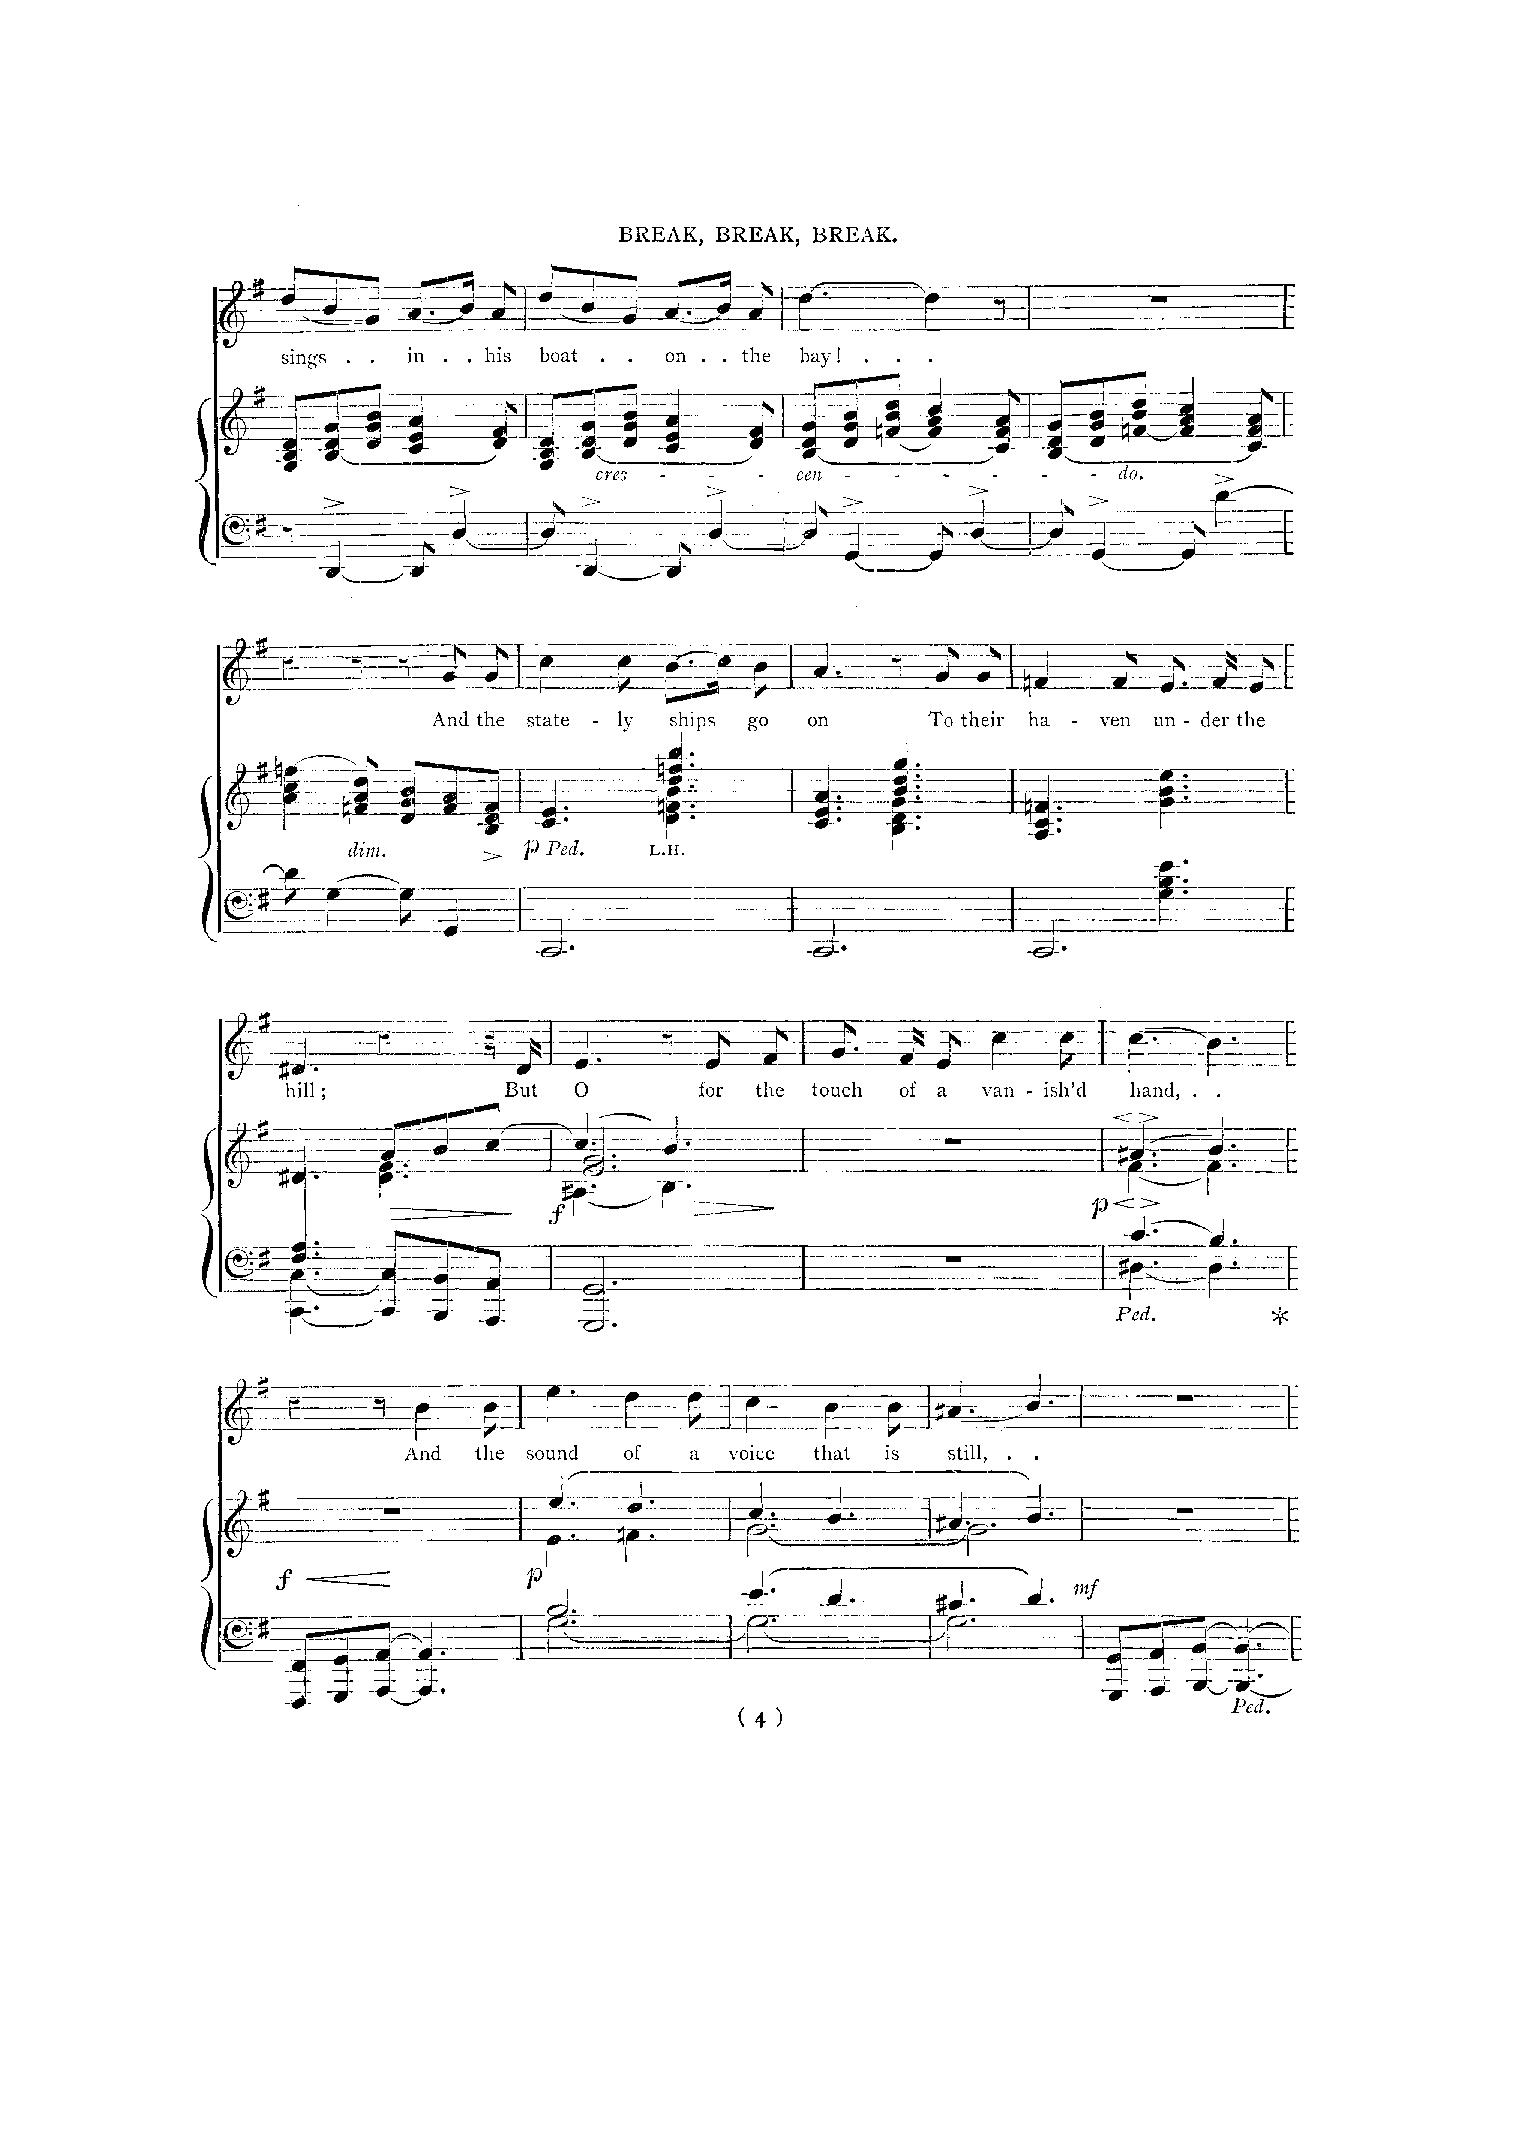 BREAK, BREAK, BREAK.
sings . . in . . his boat . . on . . the bay! . . .
cres - - - cen - - - - - - do.
And the state - ly ships go on To their ha - ven un - der the
dim. p Ped. L.H.
hill; But O for the touch of a van - ish'd hand, . .
f p
Ped. *
And the sound of a voice that is still, . .
f p mf
Ped.
( 4 )